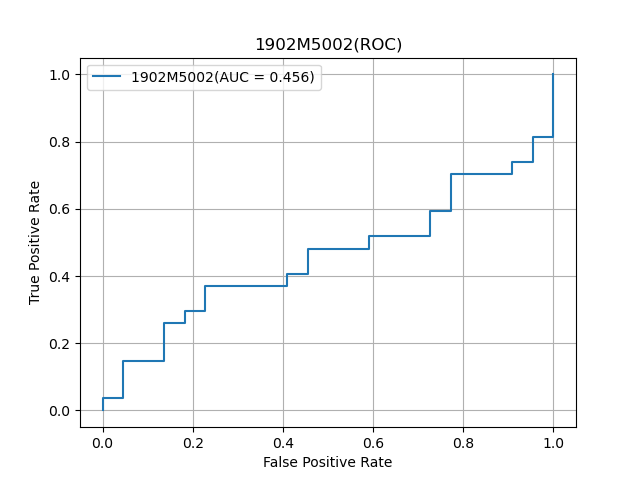 1902M5002(ROC)
1902M5002(AUC = 0.456)
True Positive Rate
1.0
0.8
0.6
0.4
0.2
0.0
0.0 0.2 0.4 0.6 0.8 1.0
False Positive Rate